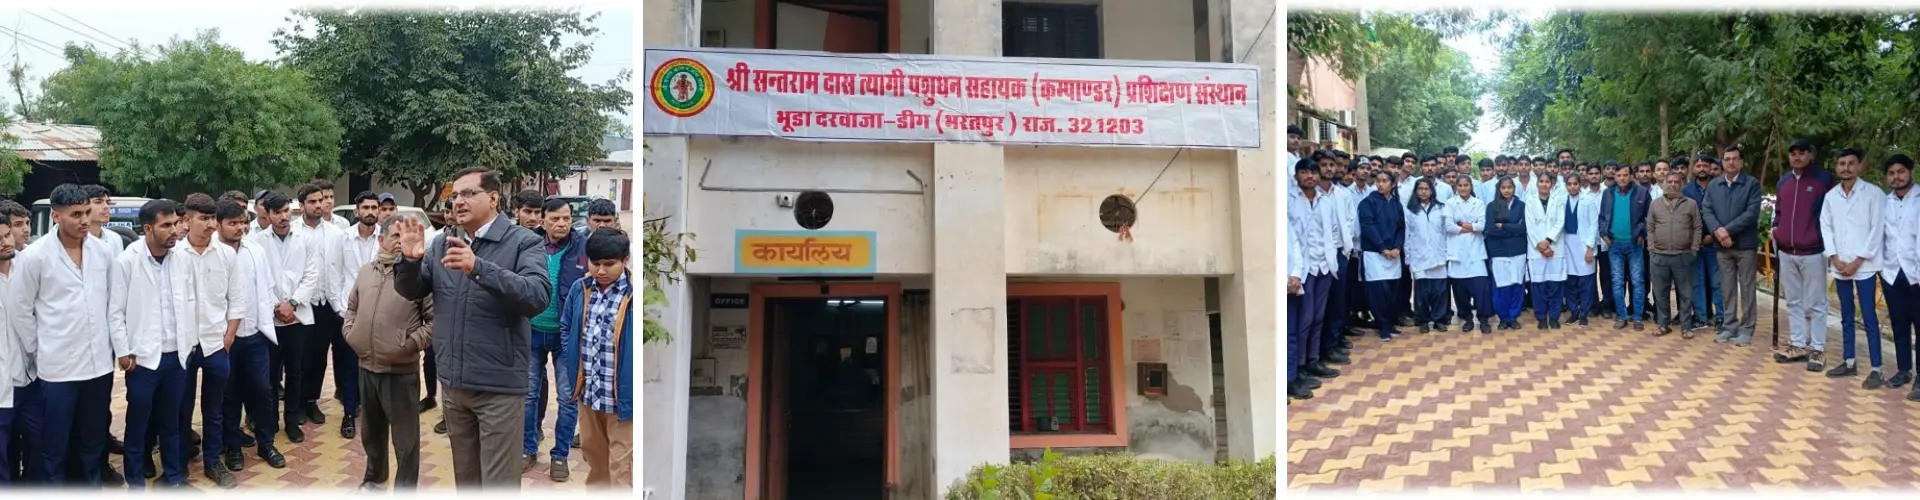 श्री सन्तराम दास त्यागी पशुधन सहायक (कम्पाण्डर) प्रशिक्षण संस्थान
भूडा दरवाजा-डीग (भरतपुर) राज. 321203
कार्यालय
OFFICE